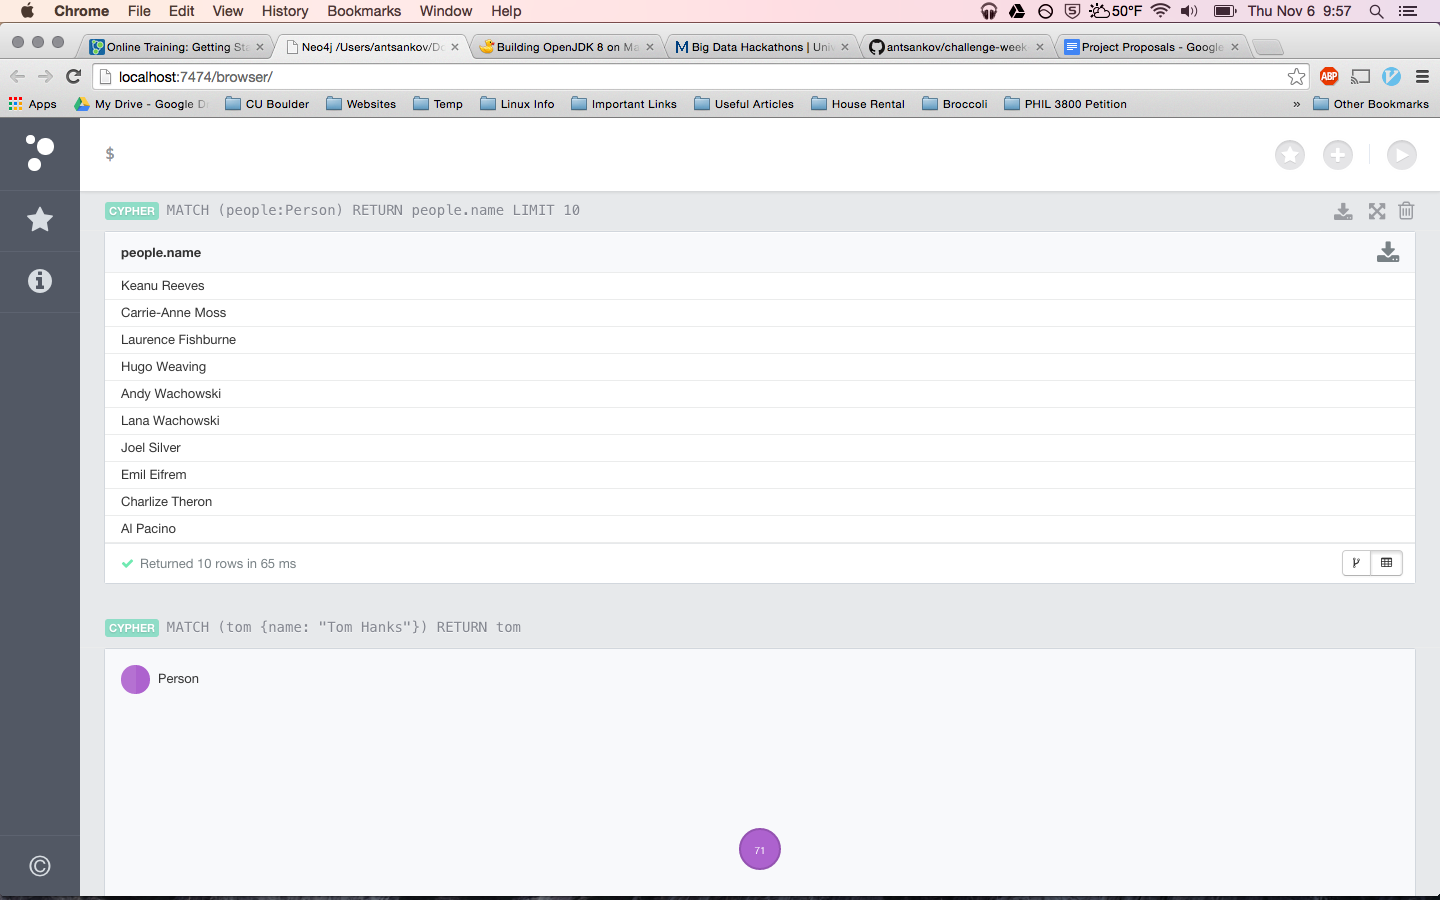 Chrome File Edit View History Bookmarks Window Help 50°F Thu Nov 6 9:57
Online Training: Getting Sta Neo4j /Users/antsankov/Do Building OpenJDK 8 on Ma Big Data Hackathons | Univ antsankov/challenge-week Project Proposals - Google
localhost:7474/browser/ ABP
Apps My Drive - Google Dr CU Boulder Websites Temp Linux Info Important Links Useful Articles House Rental Broccoli PHIL 3800 Petition » Other Bookmarks
$
CYPHER MATCH (people:Person) RETURN people.name LIMIT 10
people.name
Keanu Reeves
Carrie-Anne Moss
Laurence Fishburne
Hugo Weaving
Andy Wachowski
Lana Wachowski
Joel Silver
Emil Eifrem
Charlize Theron
Al Pacino
Returned 10 rows in 65 ms
CYPHER MATCH (tom {name: "Tom Hanks"}) RETURN tom
Person
71
©